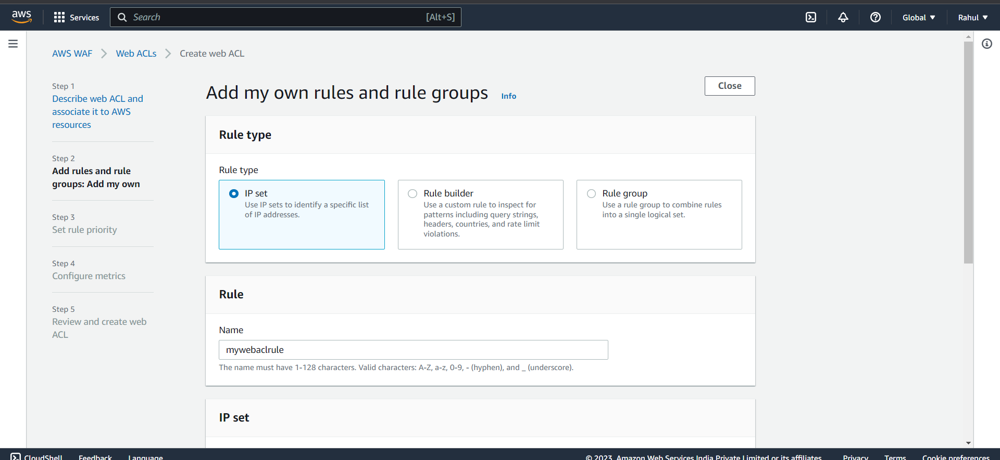 aws
Services
Search
[Alt+S]
Global
Rahul
AWS WAF
Web ACLs
Create web ACL
Step 1
Describe web ACL and
associate it to AWS
resources
Step 2
Add rules and rule
groups: Add my own
Step 3
Set rule priority
Step 4
Configure metrics
Step 5
Review and create web
ACL
Add my own rules and rule groups
Info
Close
Rule type
Rule type
IP set
Use IP sets to identify a specific list
of IP addresses.
Rule builder
Use a custom rule to inspect for
patterns including query strings,
headers, countries, and rate limit
violations.
Rule group
Use a rule group to combine rules
into a single logical set.
Rule
Name
mywebaclrule
The name must have 1-128 characters. Valid characters: A-Z, a-z, 0-9, - (hyphen), and _ (underscore).
IP set
CloudShell
Feedback
Language
© 2023, Amazon Web Services India Private Limited or its affiliates.
Privacy
Terms
Cookie preferences